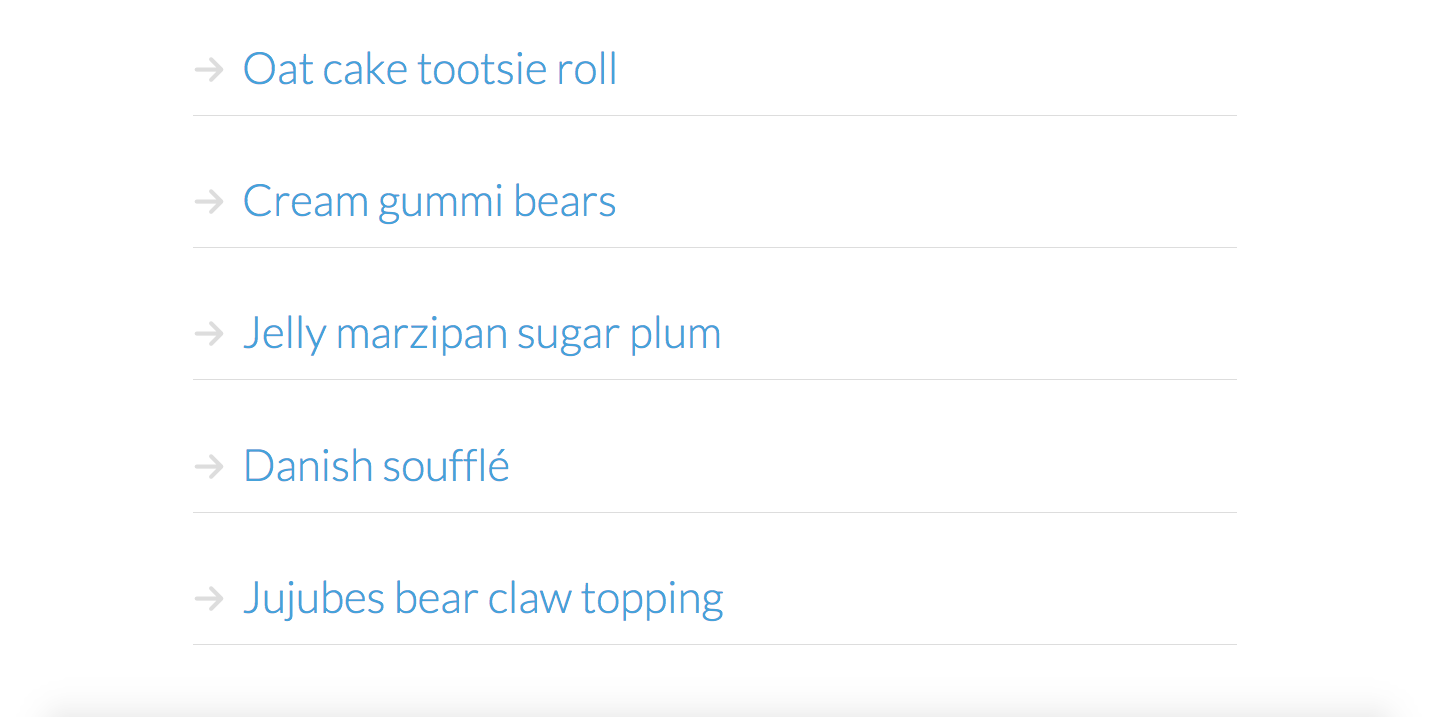 Oat cake tootsie roll
Cream gummi bears
Jelly marzipan sugar plum
Danish soufflé
Jujubes bear claw topping